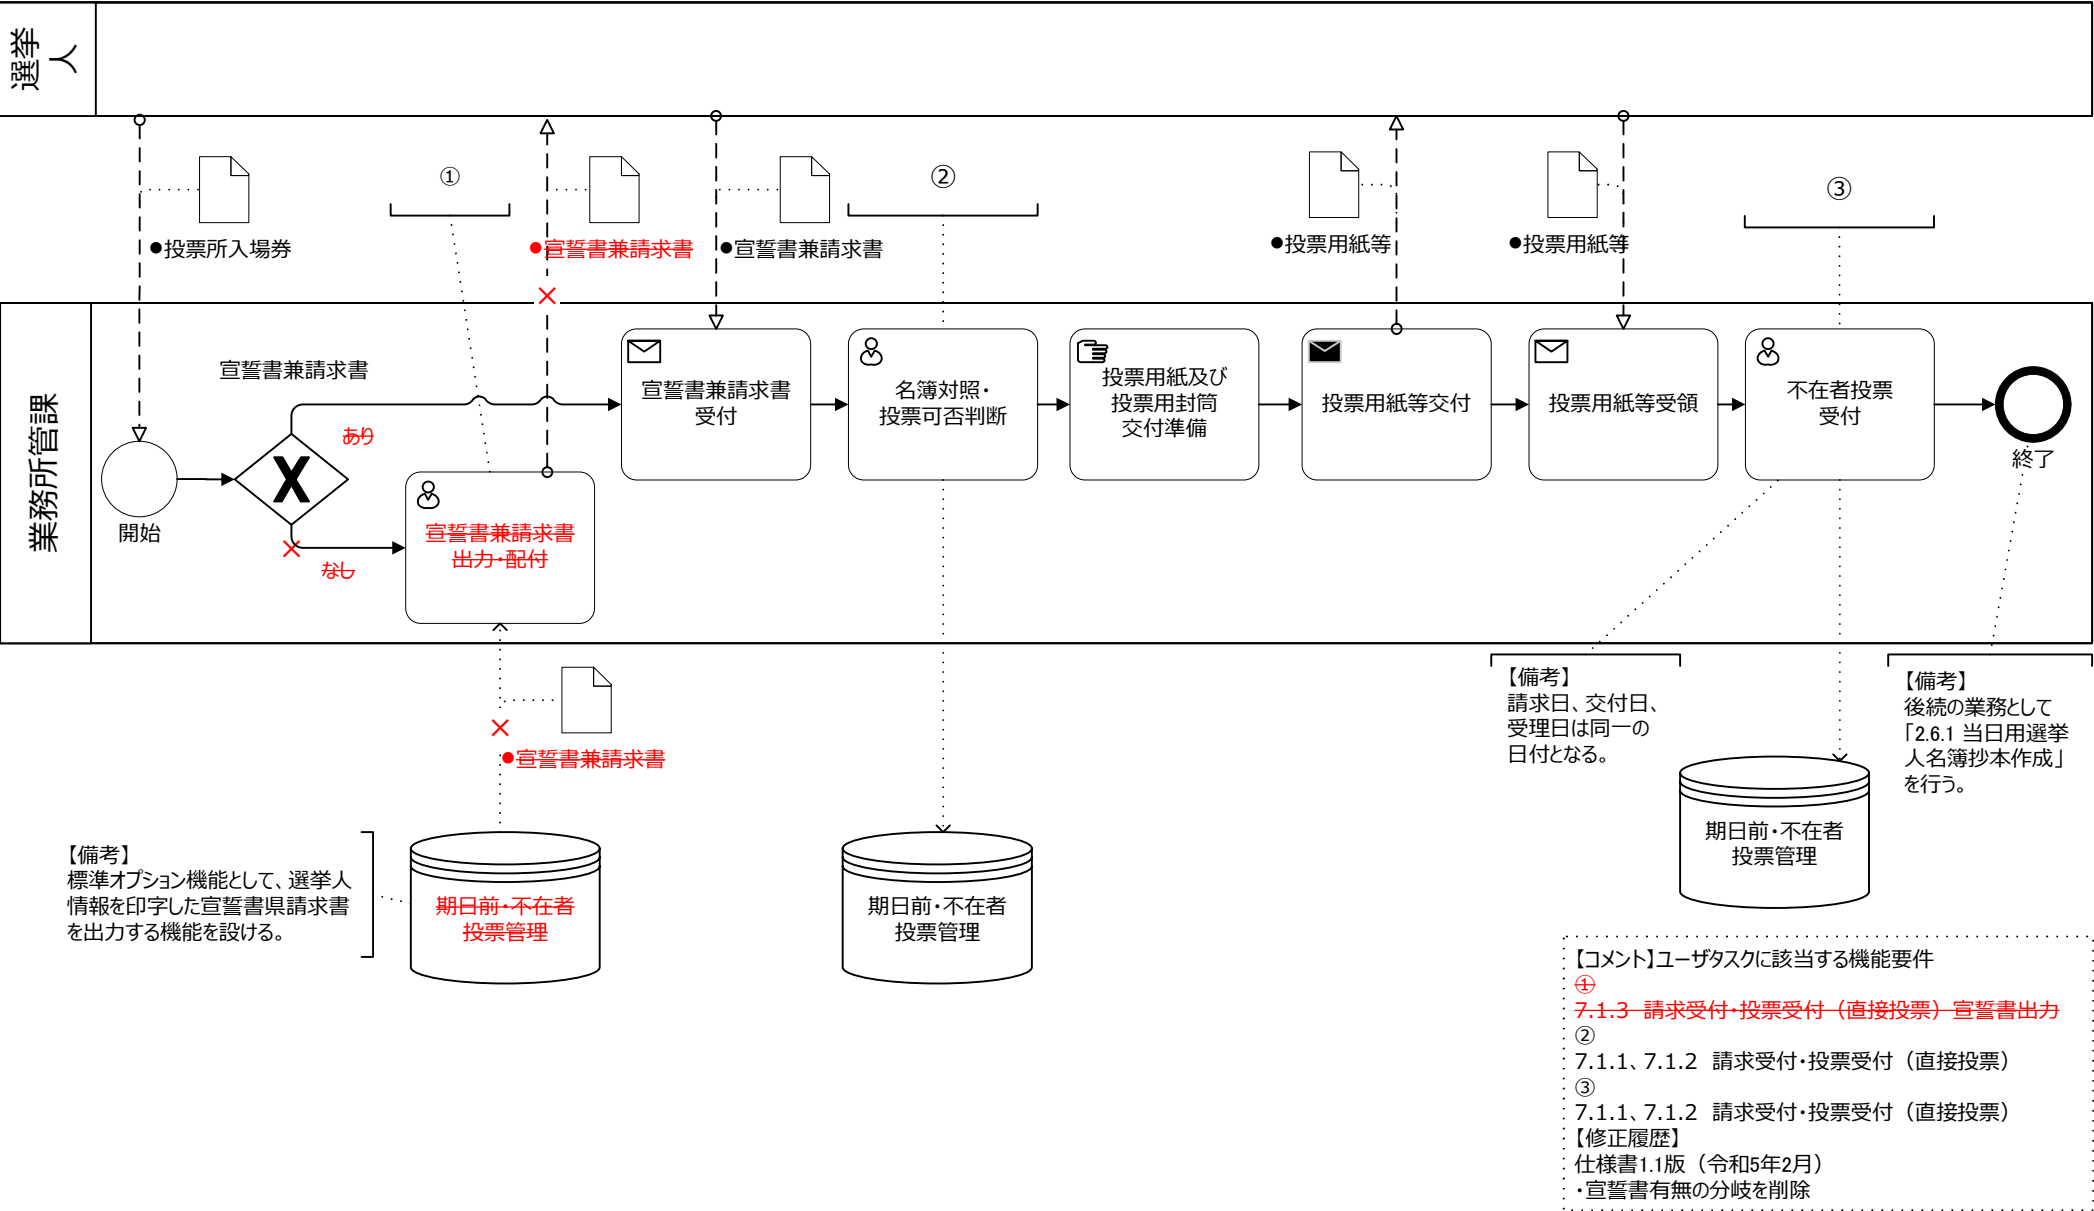 選挙
人
①
②
③
●投票所入場券
●宣誓書兼請求書
●宣誓書兼請求書
●投票用紙等
●投票用紙等
業務所管課
開始
宣誓書兼請求書
あり
なし
宣誓書兼請求書
出力・配付
宣誓書兼請求書
受付
名簿対照・
投票可否判断
投票用紙及び
投票用封筒
交付準備
投票用紙等交付
投票用紙等受領
不在者投票
受付
終了
●宣誓書兼請求書
【備考】
標準オプション機能として、選挙人
情報を印字した宣誓書県請求書
を出力する機能を設ける。
期日前・不在者
投票管理
期日前・不在者
投票管理
【備考】
請求日、交付日、
受理日は同一の
日付となる。
期日前・不在者
投票管理
【備考】
後続の業務として
「2.6.1 当日用選挙
人名簿抄本作成」
を行う。
【コメント】ユーザタスクに該当する機能要件
①
7.1.3 請求受付・投票受付（直接投票）宣誓書出力
②
7.1.1、7.1.2 請求受付・投票受付（直接投票）
③
7.1.1、7.1.2 請求受付・投票受付（直接投票）
【修正履歴】
仕様書1.1版（令和5年2月）
・宣誓書有無の分岐を削除